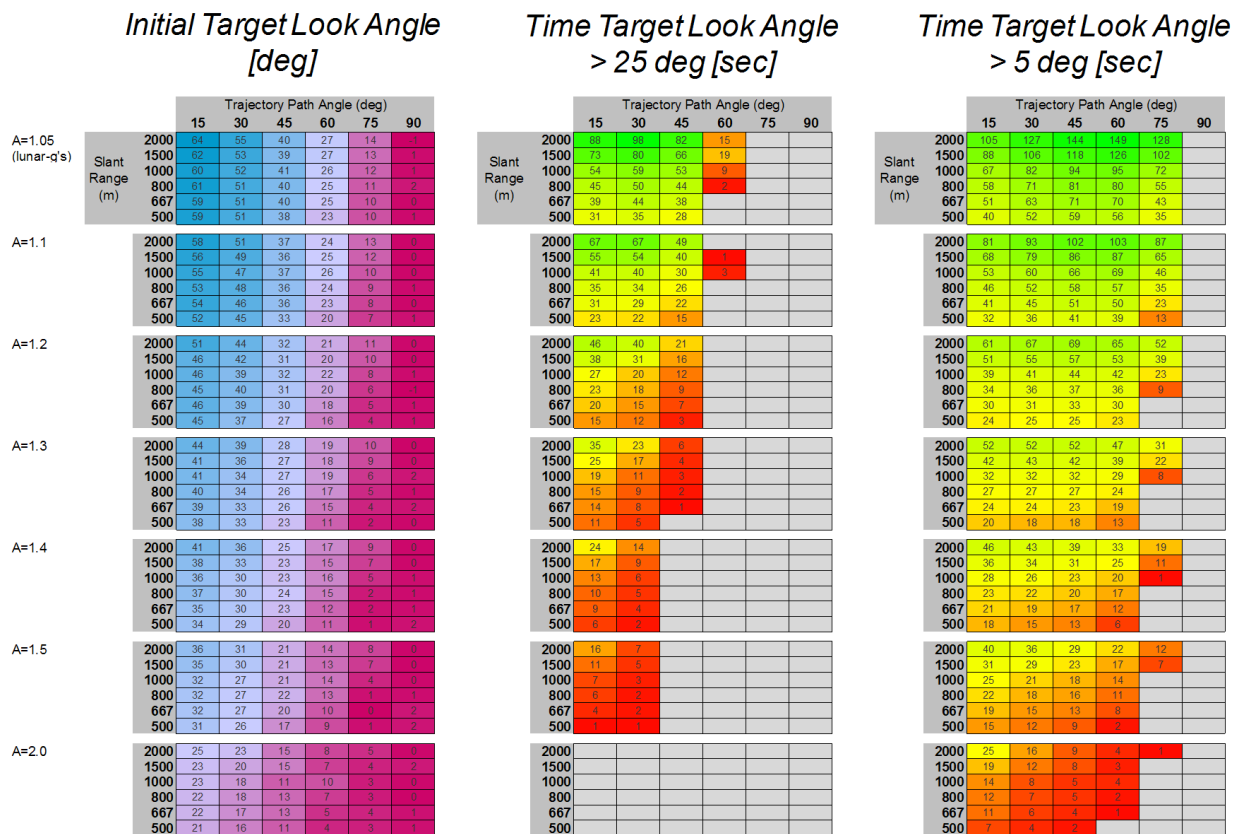 Initial Target Look Angle Time Target Look Angle Time Target Look Angle
[deg] > 25 deg [sec] > 5 deg [sec]
Trajectory Path Angle (deg) Trajectory Path Angle (deg) Trajectory Path Angle (deg)
15 30 45 60 75 90 15 30 45 60 75 90 15 30 45 60 75 90
A=1.05 2000 64 55 40 27 14 -1 2000 88 98 82 15 2000 105 127 144 149 128
(lunar-g's) Slant 1500 62 53 39 27 13 1 Slant 1500 73 80 66 19 Slant 1500 88 106 118 126 102
Range 1000 60 52 41 26 12 1 Range 1000 54 59 53 9 Range 1000 67 82 94 95 72
(m) 800 61 51 40 25 11 2 (m) 800 45 50 44 2 (m) 800 58 71 81 80 55
667 59 51 40 25 10 0 667 39 44 38 667 51 63 71 70 43
500 59 51 38 23 10 1 500 31 35 28 500 40 52 59 56 35
A=1.1 2000 58 51 37 24 13 0 2000 67 67 49 2000 81 93 102 103 87
1500 56 49 36 25 12 0 1500 55 54 40 1 1500 68 79 86 87 65
1000 55 47 37 26 10 0 1000 41 40 30 3 1000 53 60 66 69 46
800 53 48 36 24 9 1 800 35 34 26 800 46 52 58 57 35
667 54 46 36 23 8 0 667 31 29 22 667 41 45 51 50 23
500 52 45 33 20 7 1 500 23 22 15 500 32 36 41 39 13
A=1.2 2000 51 44 32 21 11 0 2000 46 40 21 2000 61 67 69 65 52
1500 46 42 31 20 10 0 1500 38 31 16 1500 51 55 57 53 39
1000 46 39 32 22 8 1 1000 27 20 12 1000 39 41 44 42 23
800 45 40 31 20 6 -1 800 23 18 9 800 34 36 37 36 9
667 46 39 30 18 5 1 667 20 15 7 667 30 31 33 30
500 45 37 27 16 4 1 500 15 12 3 500 24 25 25 23
A=1.3 2000 44 39 28 19 10 0 2000 35 23 6 2000 52 52 52 47 31
1500 41 36 27 18 9 0 1500 25 17 4 1500 42 43 42 39 22
1000 41 34 27 19 6 2 1000 19 11 3 1000 32 32 32 29 8
800 40 34 26 17 5 1 800 15 9 2 800 27 27 27 24
667 39 33 26 15 4 2 667 14 8 1 667 24 24 23 19
500 38 33 23 11 2 0 500 11 5 500 20 18 18 13
A=1.4 2000 41 36 25 17 9 0 2000 24 14 2000 46 43 39 33 19
1500 38 33 23 15 7 0 1500 17 9 1500 36 34 31 25 11
1000 36 30 23 16 5 1 1000 13 6 1000 28 26 23 20 1
800 37 30 24 15 2 1 800 10 5 800 23 22 20 17
667 35 30 23 12 2 1 667 9 4 667 21 19 17 12
500 34 29 20 11 1 2 500 6 2 500 18 15 13 6
A=1.5 2000 36 31 21 14 8 0 2000 16 7 2000 40 36 29 22 12
1500 35 30 21 13 7 0 1500 11 5 1500 31 29 23 17 7
1000 32 27 21 14 4 0 1000 7 3 1000 25 21 18 14
800 32 27 22 13 1 1 800 6 2 800 22 18 16 11
667 32 27 20 10 0 2 667 4 2 667 19 15 13 8
500 31 26 17 9 1 2 500 1 1 500 15 12 9 2
A=2.0 2000 25 23 15 8 5 0 2000 2000 25 16 9 4 1
1500 23 20 15 7 4 2 1500 1500 19 12 8 3
1000 23 18 11 10 3 0 1000 1000 14 8 5 4
800 22 18 13 7 3 0 800 800 12 7 5 2
667 22 17 13 5 4 1 667 667 11 6 4 1
500 21 16 11 4 3 1 500 500 7 4 2